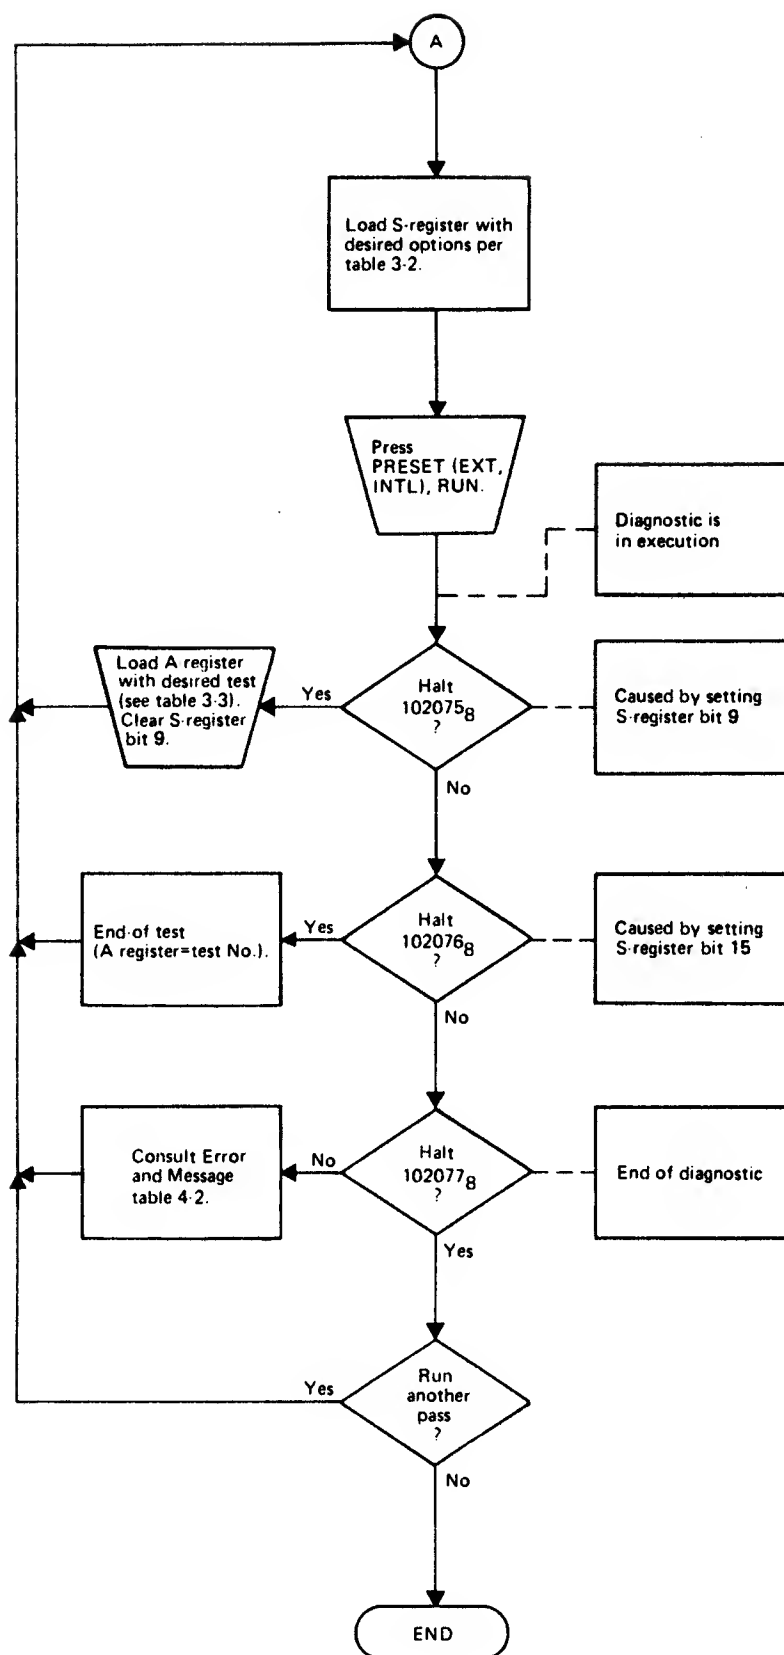 A
Load S-register with
desired options per
table 3-2.
Press
PRESET (EXT,
INTL), RUN.
Diagnostic is
in execution
Load A register
with desired test
(see table 3-3).
Clear S-register
bit 9.
Yes
Halt
102075₈
?
Caused by setting
S-register bit 9
No
End-of test
(A register=test No.).
Yes
Halt
102076₈
?
Caused by setting
S-register bit 15
No
Consult Error
and Message
table 4-2.
No
Halt
102077₈
?
End of diagnostic
Yes
Yes
Run
another
pass
?
No
END